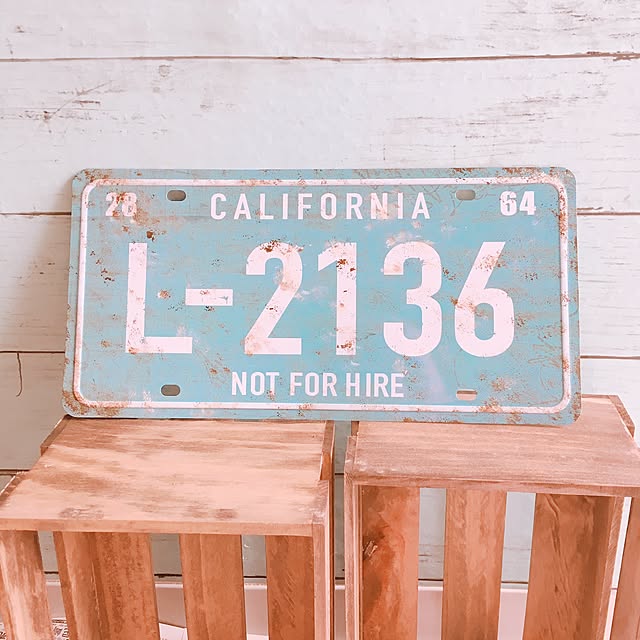 28 CALIFORNIA 64
L-2136
NOT FOR HIRE